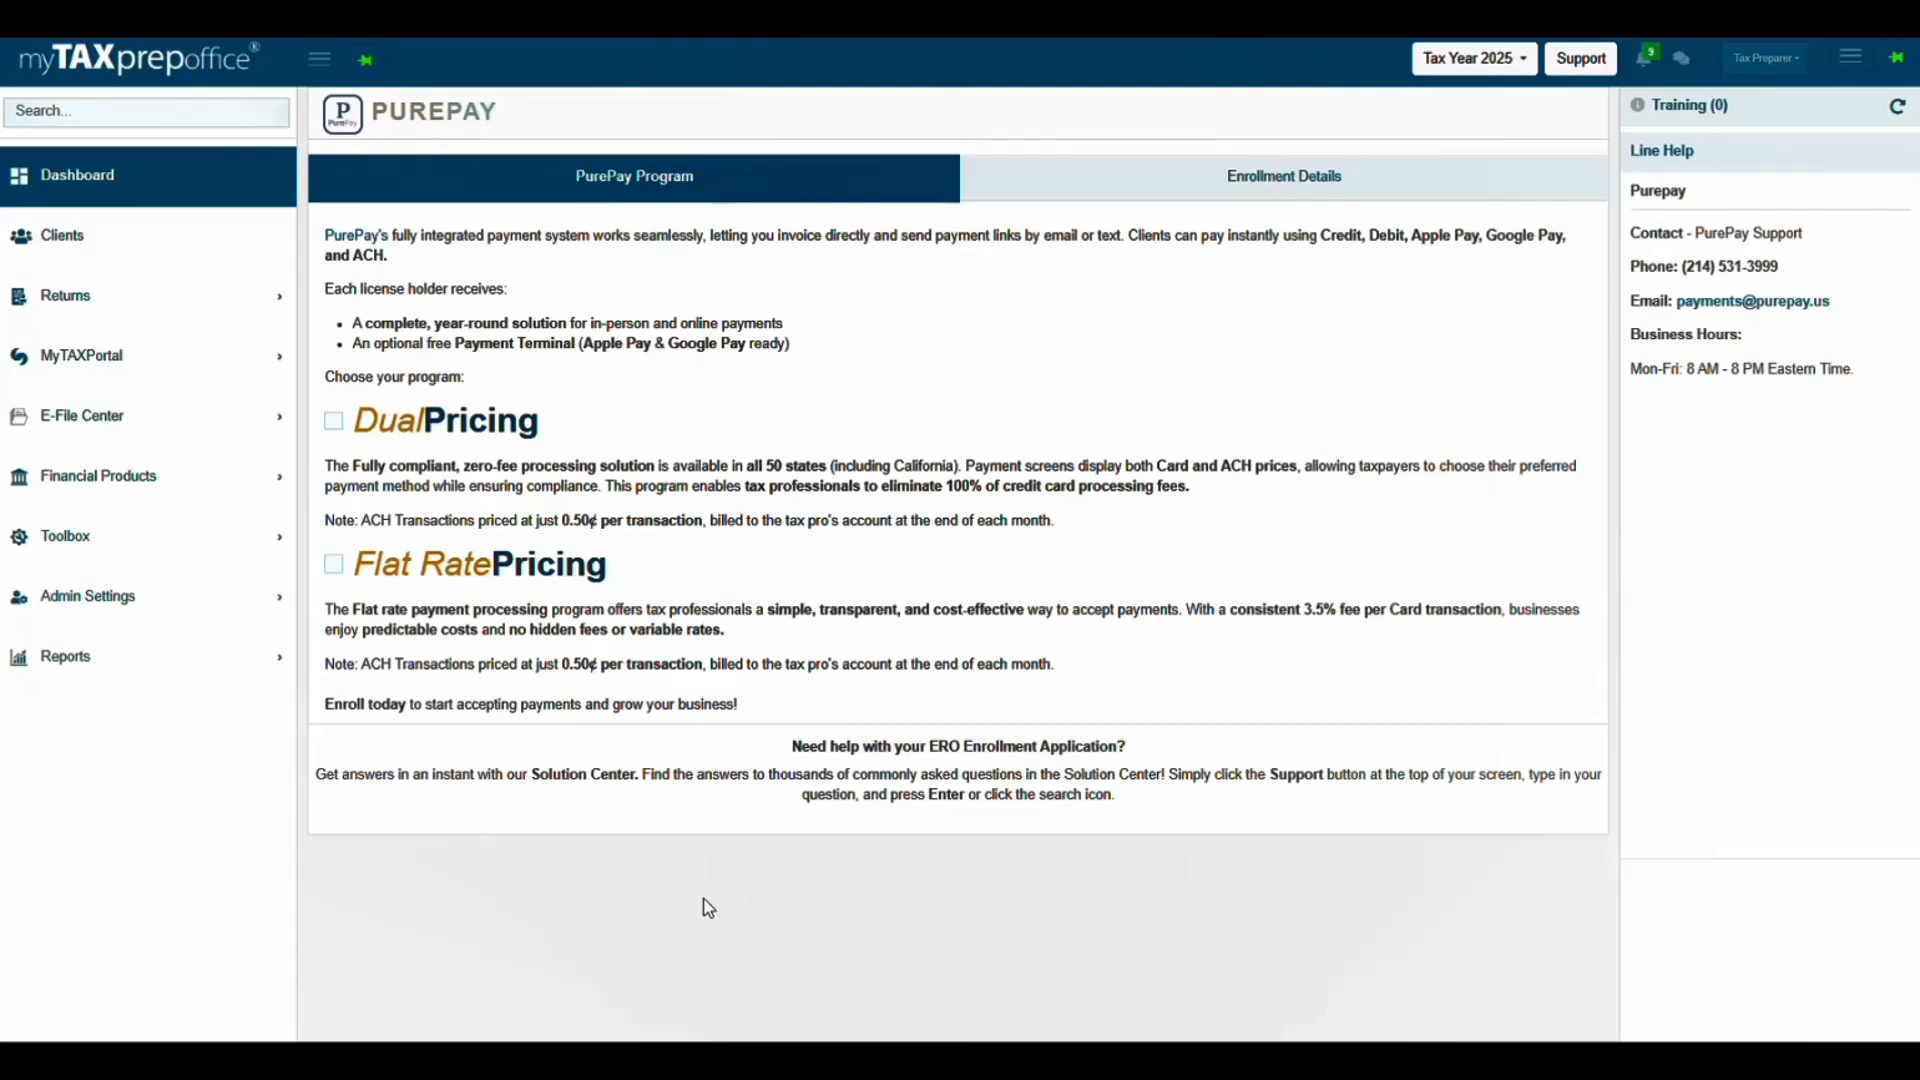 myTAXprepoffice®
Tax Year 2025
Support
9
Tax Preparer
Search...
P
PurePay
PUREPAY
Training (0)
Line Help
Dashboard
Clients
Returns
MyTAXPortal
E-File Center
Financial Products
Toolbox
Admin Settings
Reports
PurePay Program
Enrollment Details
PurePay's fully integrated payment system works seamlessly, letting you invoice directly and send payment links by email or text. Clients can pay instantly using Credit, Debit, Apple Pay, Google Pay,
and ACH.
Each license holder receives:
• A complete, year-round solution for in-person and online payments
• An optional free Payment Terminal (Apple Pay & Google Pay ready)
Choose your program:
DualPricing
The Fully compliant, zero-fee processing solution is available in all 50 states (including California). Payment screens display both Card and ACH prices, allowing taxpayers to choose their preferred
payment method while ensuring compliance. This program enables tax professionals to eliminate 100% of credit card processing fees.
Note: ACH Transactions priced at just 0.50¢ per transaction, billed to the tax pro's account at the end of each month.
Flat RatePricing
The Flat rate payment processing program offers tax professionals a simple, transparent, and cost-effective way to accept payments. With a consistent 3.5% fee per Card transaction, businesses
enjoy predictable costs and no hidden fees or variable rates.
Note: ACH Transactions priced at just 0.50¢ per transaction, billed to the tax pro's account at the end of each month.
Enroll today to start accepting payments and grow your business!
Need help with your ERO Enrollment Application?
Get answers in an instant with our Solution Center. Find the answers to thousands of commonly asked questions in the Solution Center! Simply click the Support button at the top of your screen, type in your
question, and press Enter or click the search icon.
Purepay
Contact - PurePay Support
Phone: (214) 531-3999
Email: payments@purepay.us
Business Hours:
Mon-Fri: 8 AM - 8 PM Eastern Time.